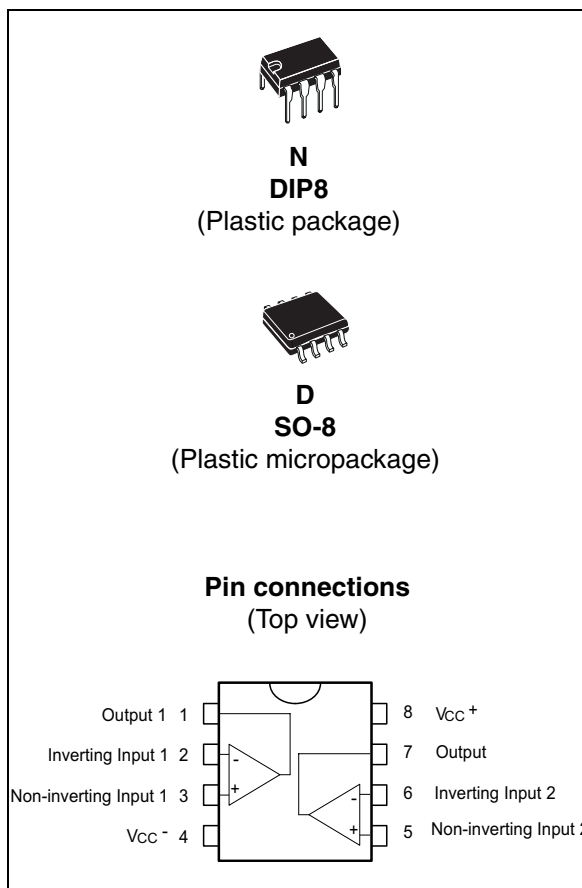 N
DIP8
(Plastic package)
D
SO-8
(Plastic micropackage)
Pin connections
(Top view)
Output 1 1
Inverting Input 1 2
Non-inverting Input 1 3
VCC - 4
8 VCC +
7 Output
6 Inverting Input 2
5 Non-inverting Input 2
-
+
-
+